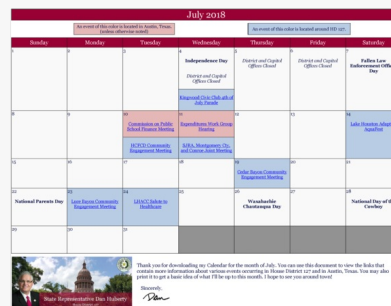 July 2018
An event of this color is located in Austin, Texas.
(unless otherwise noted)
An event of this color is located around HD 127.
Sunday Monday Tuesday Wednesday Thursday Friday Saturday
1 2 3 4 5 6 7
Independence Day
District and Capitol
Offices Closed
Kingwood Civic Club 4th of
July Parade
District and Capitol
Offices Closed
District and Capitol
Offices Closed
Fallen Law
Enforcement Offic
Day
8 9 10 11 12 13 14
Commission on Public
School Finance Meeting
HCFCD Community
Engagement Meeting
Expenditures Work Group
Hearing
SJRA, Montgomery City,
and Conroe Joint Meeting
Lake Houston Adapt
AquaFest
15 16 17 18 19 20 21
Cedar Bayou Community
Engagement Meeting
22 23 24 25 26 27 28
National Parents Day
Luce Bayou Community
Engagement Meeting
LHACC Salute to
Healthcare
Waxahachie
Chautauqua Day
National Day of th
Cowboy
29 30 31
State Representative Dan Huberty
Thank you for downloading my Calendar for the month of July. You can use this document to view the links that
contain more information about various events occurring in House District 127 and in Austin, Texas. You may also
print it to get a basic idea of what I'll be up to this month. I hope to see you around town!
Sincerely,
Dan